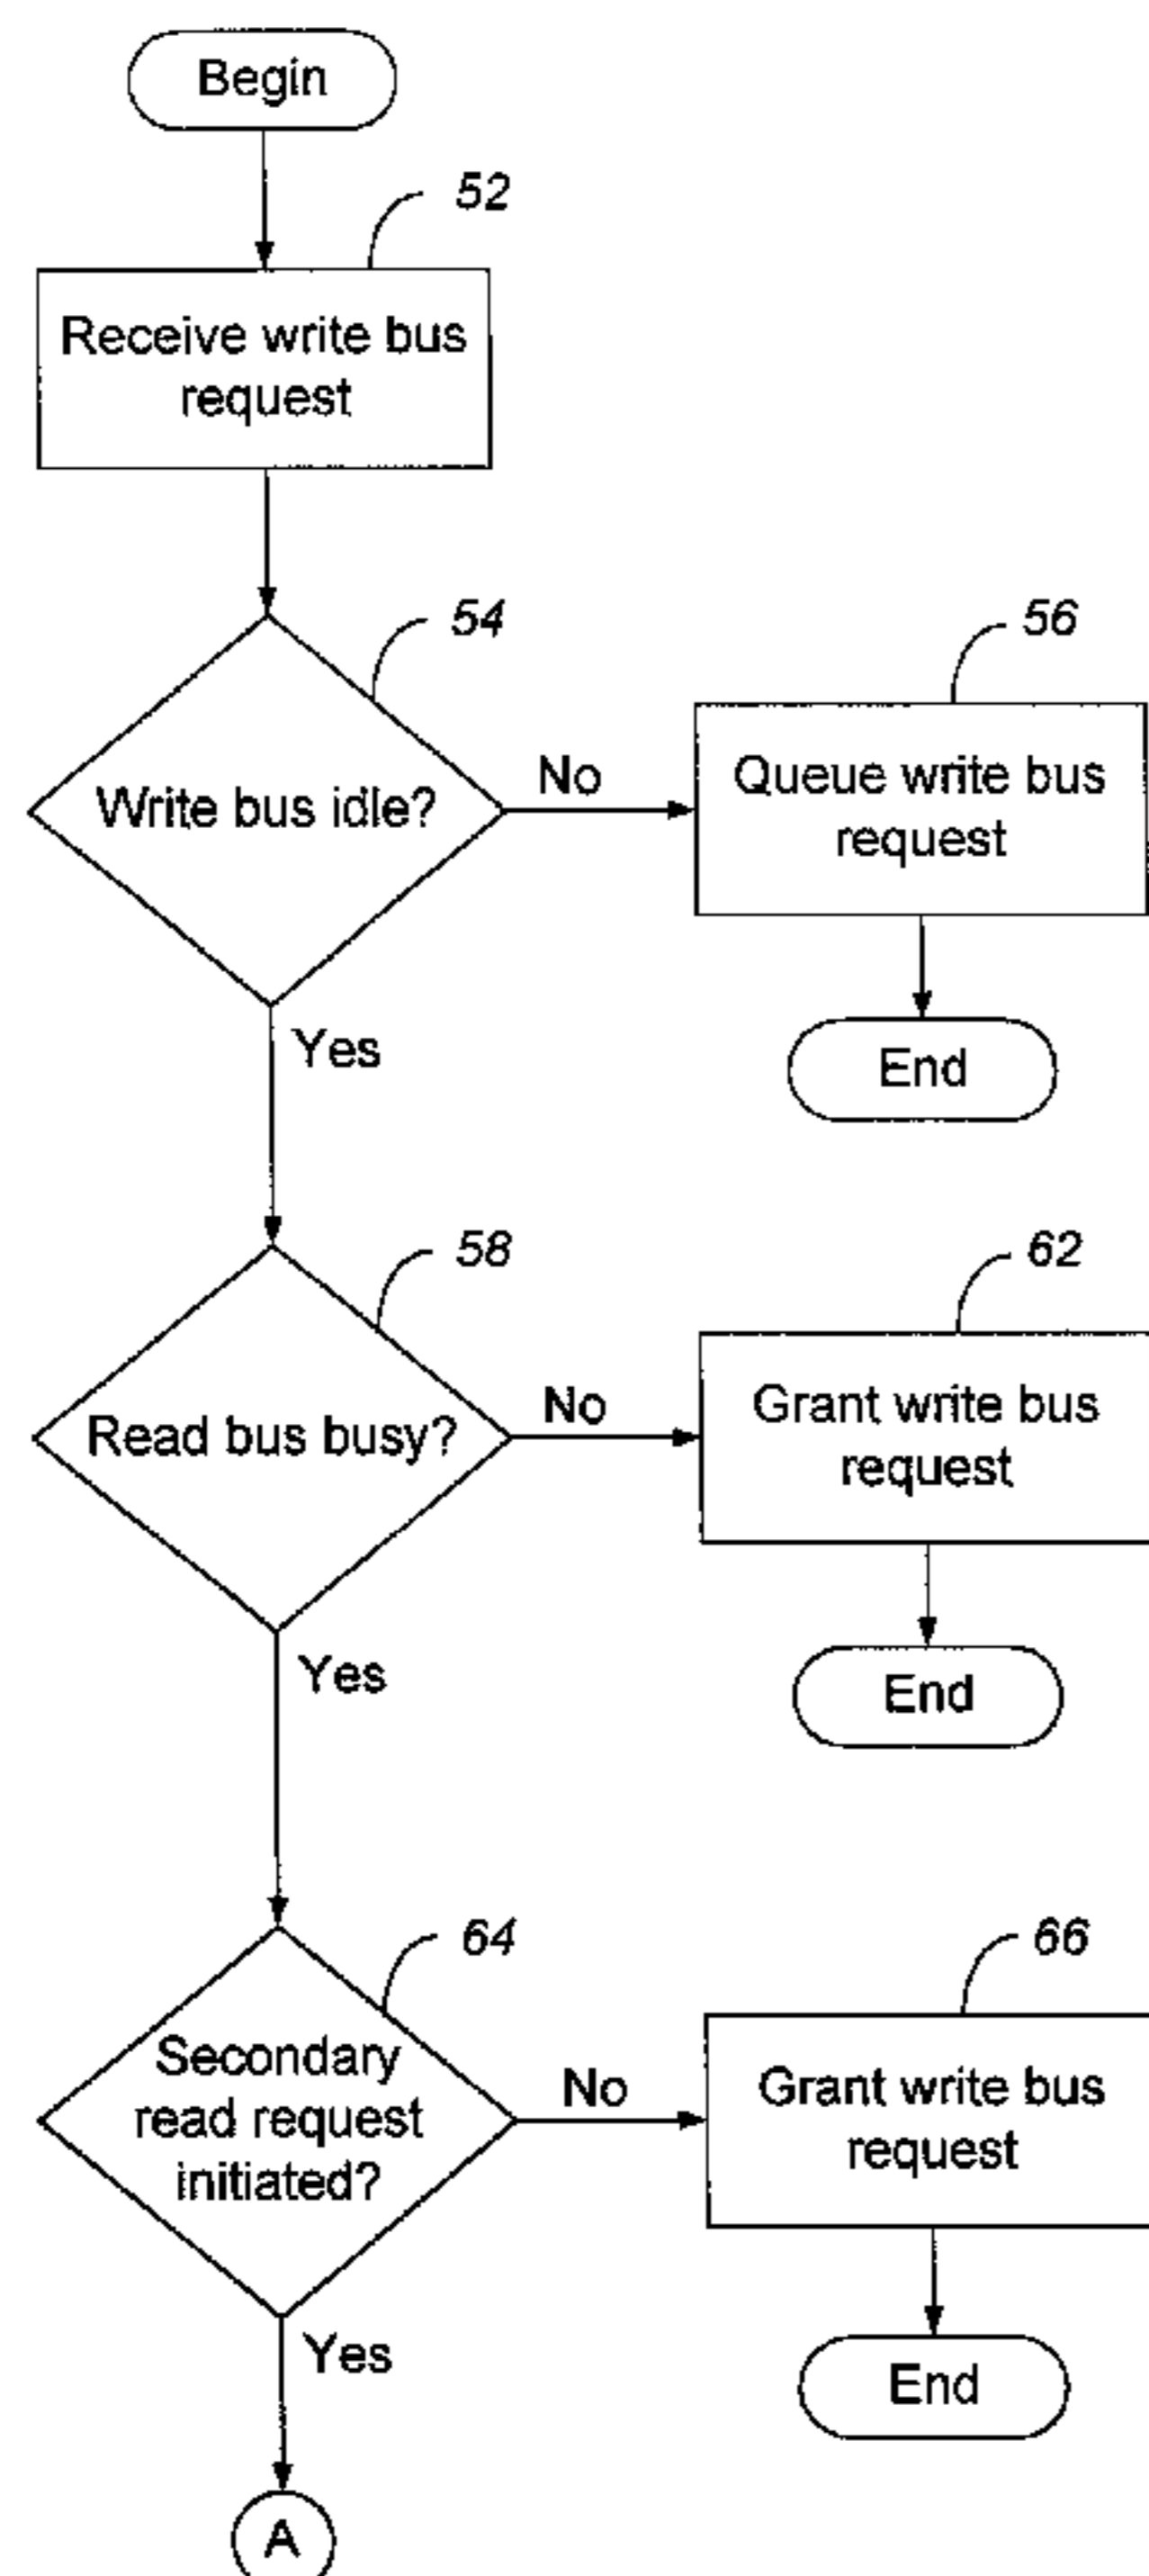 Begin
52
Receive write bus
request
54
Write bus idle?
No
56
Queue write bus
request
End
Yes
58
Read bus busy?
No
62
Grant write bus
request
End
Yes
64
Secondary
read request
initiated?
No
66
Grant write bus
request
End
Yes
A